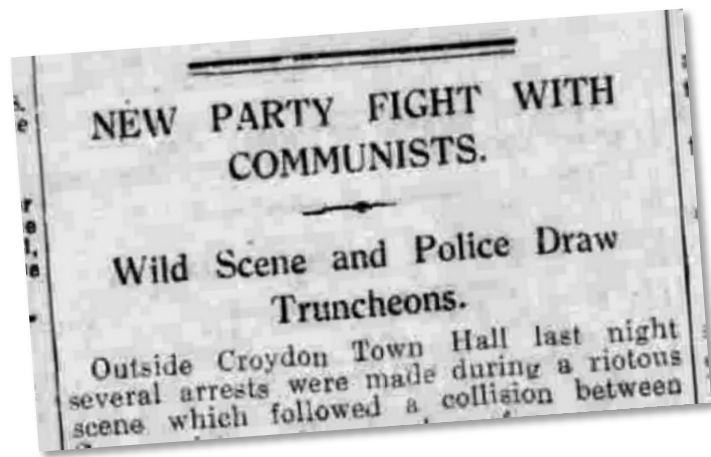 NEW PARTY FIGHT WITH
COMMUNISTS.
Wild Scene and Police Draw
Truncheons.
Outside Croydon Town Hall last night
several arrests were made during a riotous
scene which followed a collision between